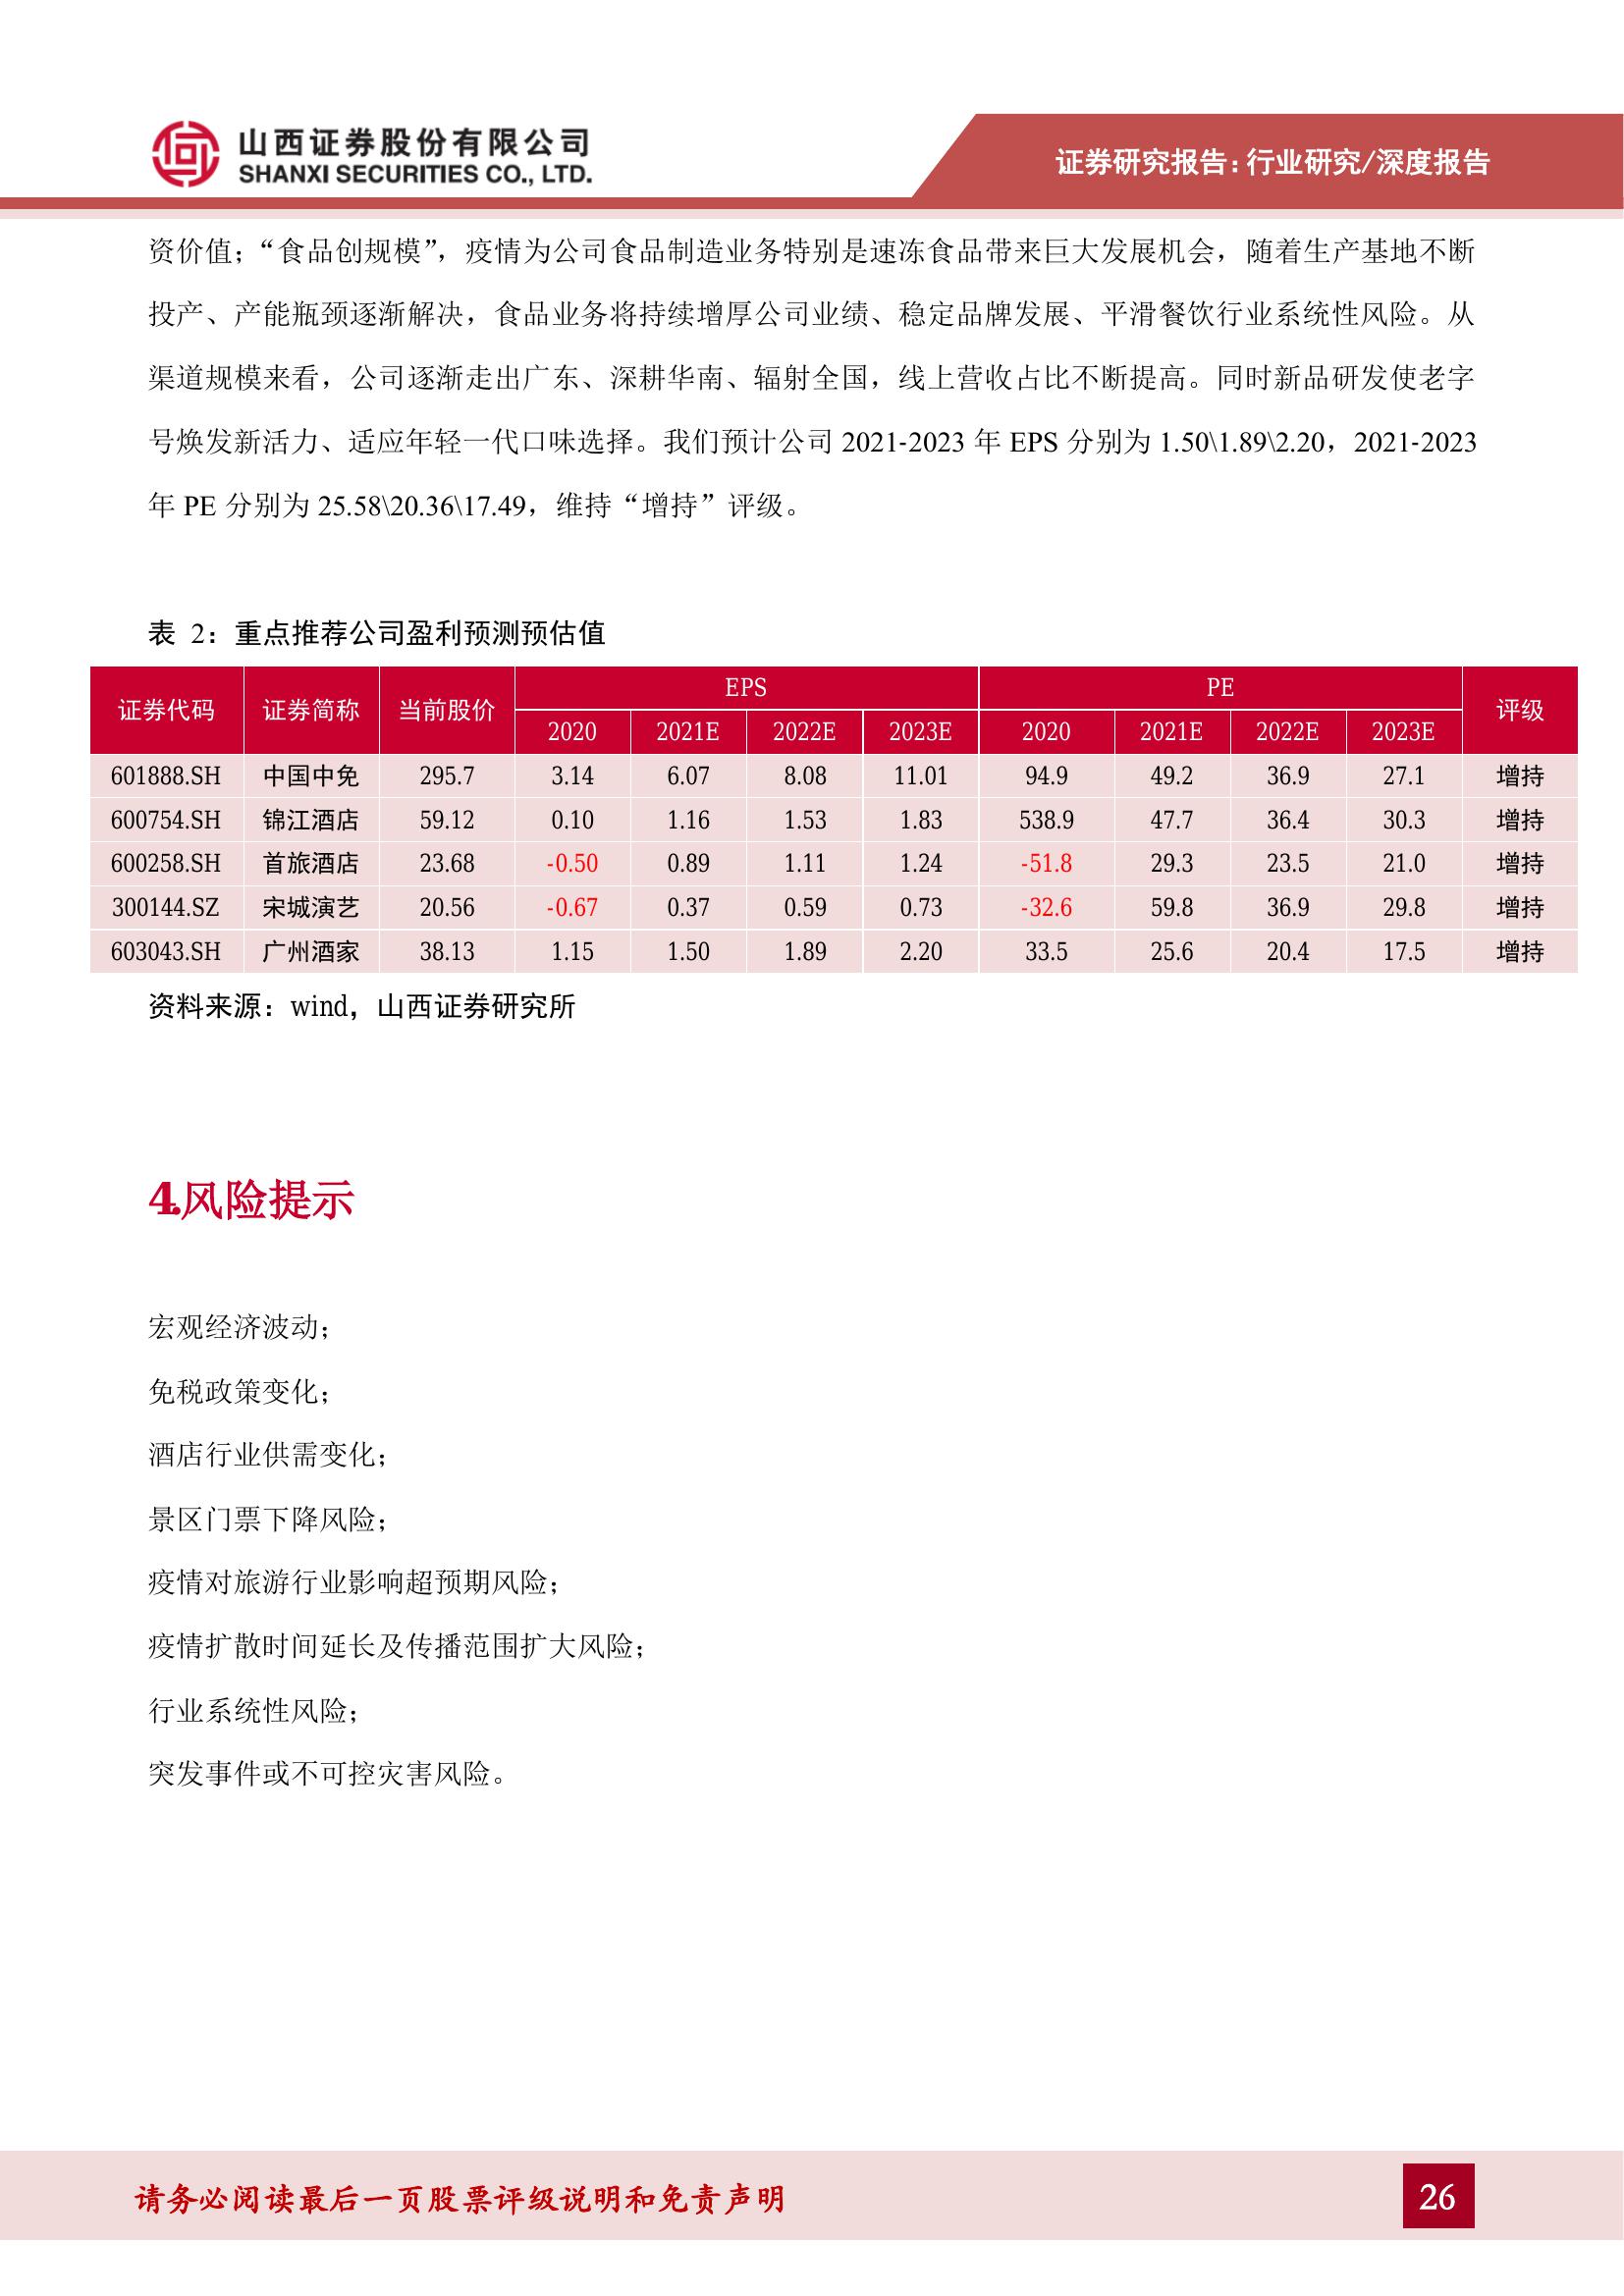 山西证券股份有限公司
SHANXI SECURITIES CO., LTD.
证券研究报告:行业研究/深度报告
资价值；“食品创规模”，疫情为公司食品制造业务特别是速冻食品带来巨大发展机会，随着生产基地不断
投产、产能瓶颈逐渐解决，食品业务将持续增厚公司业绩、稳定品牌发展、平滑餐饮行业系统性风险。从
渠道规模来看，公司逐渐走出广东、深耕华南、辐射全国，线上营收占比不断提高。同时新品研发使老字
号焕发新活力、适应年轻一代口味选择。我们预计公司 2021-2023 年 EPS 分别为 1.50\1.89\2.20，2021-2023
年 PE 分别为 25.58\20.36\17.49，维持“增持”评级。
表 2：重点推荐公司盈利预测预估值
证券代码 证券简称 当前股价 EPS PE 评级
2020 2021E 2022E 2023E 2020 2021E 2022E 2023E
601888.SH 中国中免 295.7 3.14 6.07 8.08 11.01 94.9 49.2 36.9 27.1 增持
600754.SH 锦江酒店 59.12 0.10 1.16 1.53 1.83 538.9 47.7 36.4 30.3 增持
600258.SH 首旅酒店 23.68 -0.50 0.89 1.11 1.24 -51.8 29.3 23.5 21.0 增持
300144.SZ 宋城演艺 20.56 -0.67 0.37 0.59 0.73 -32.6 59.8 36.9 29.8 增持
603043.SH 广州酒家 38.13 1.15 1.50 1.89 2.20 33.5 25.6 20.4 17.5 增持
资料来源：wind，山西证券研究所
4.风险提示
宏观经济波动；
免税政策变化；
酒店行业供需变化；
景区门票下降风险；
疫情对旅游行业影响超预期风险；
疫情扩散时间延长及传播范围扩大风险；
行业系统性风险；
突发事件或不可控灾害风险。
请务必阅读最后一页股票评级说明和免责声明
26